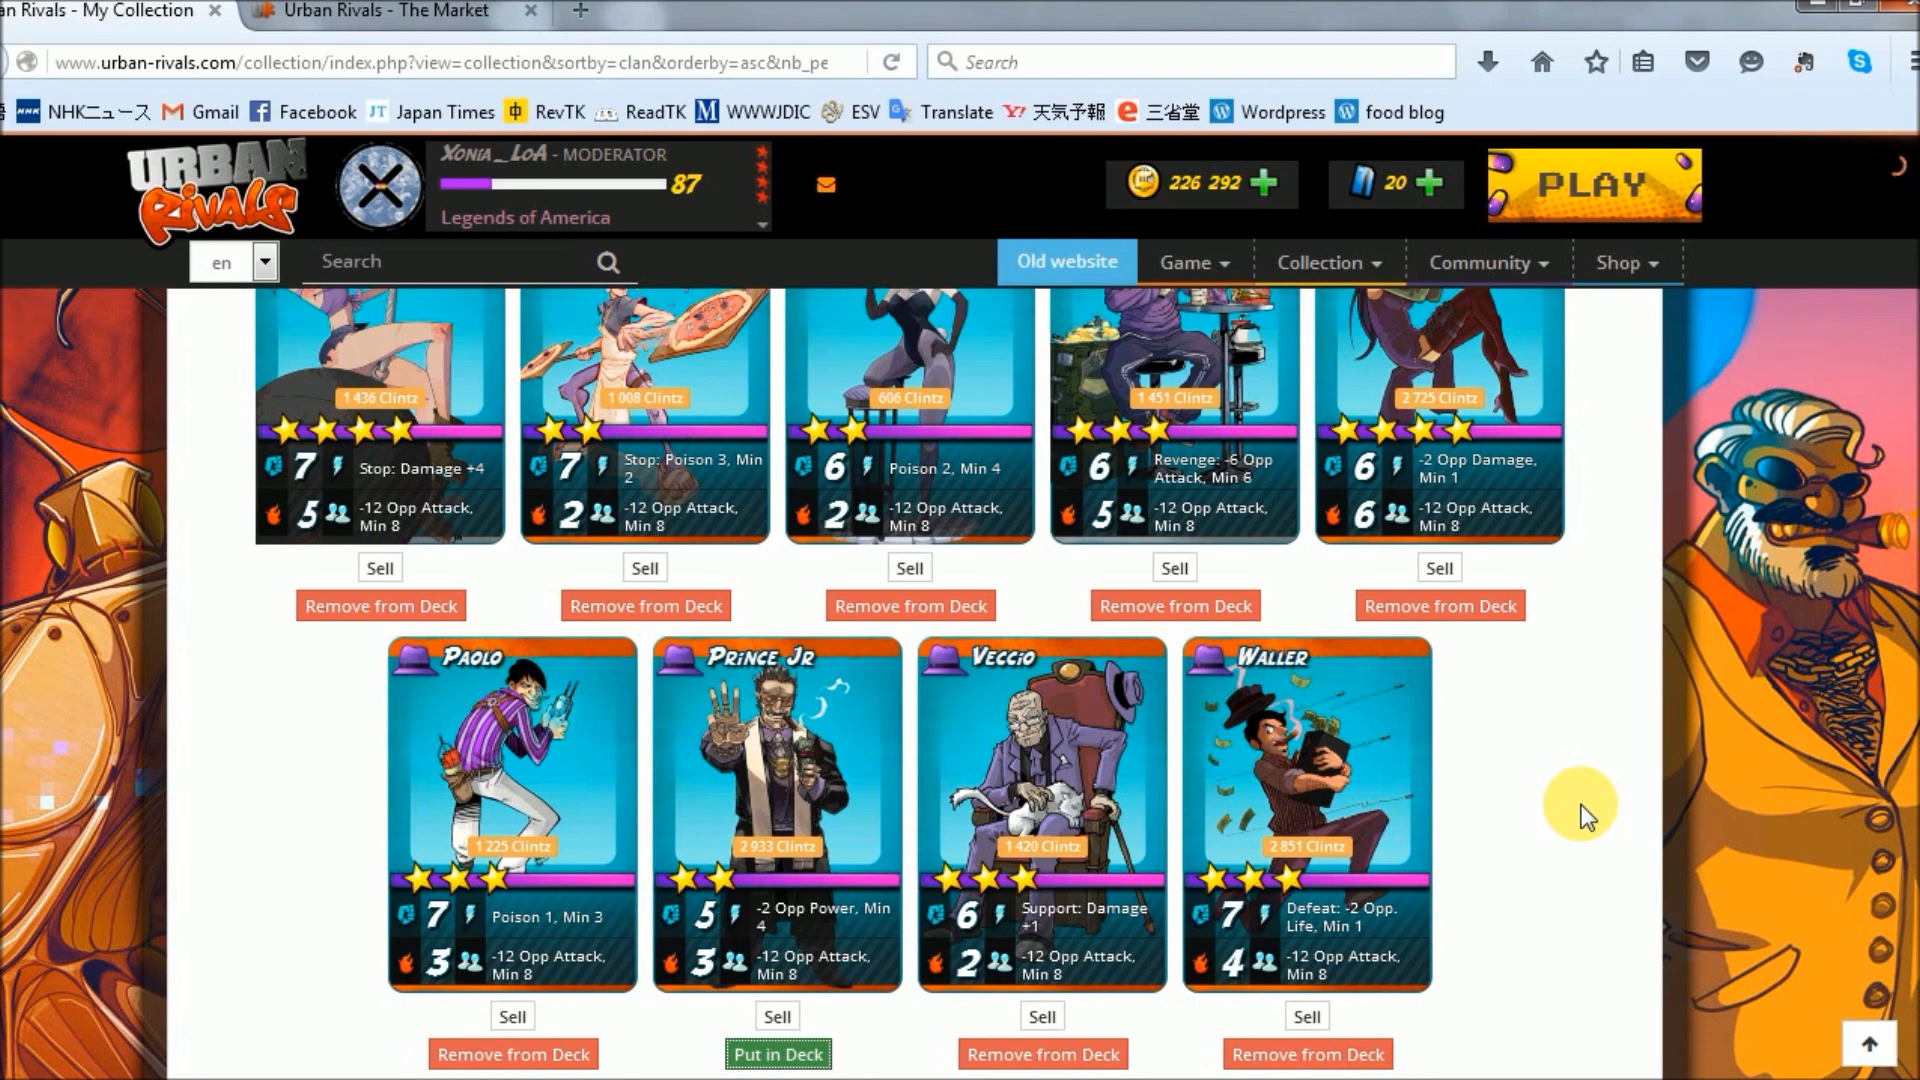 an Rivals - My Collection
Urban Rivals - The Market
www.urban-rivals.com/collection/index.php?view=collection&sortby=clan&orderby=asc&nb_pe
Search
NHKニュース Gmail Facebook JT Japan Times 中 RevTK ReadTK M WWWJDIC ESV Translate Y! 天気予報 e 三省堂 Wordpress food blog
URBAN RIVALS
XONIA_LOA - MODERATOR
87
Legends of America
226 292
20
PLAY
en
Search
Old website
Game
Collection
Community
Shop
1 436 Clintz
1 008 Clintz
606 Clintz
1 451 Clintz
2 725 Clintz
7 Stop: Damage +4
5 -12 Opp Attack, Min 8
7 Stop: Poison 3, Min 2
2 -12 Opp Attack, Min 8
6 Poison 2, Min 4
2 -12 Opp Attack, Min 8
6 Revenge: -6 Opp Attack, Min 6
5 -12 Opp Attack, Min 8
6 -2 Opp Damage, Min 1
6 -12 Opp Attack, Min 8
Sell
Sell
Sell
Sell
Sell
Remove from Deck
Remove from Deck
Remove from Deck
Remove from Deck
Remove from Deck
PAOLO
PRINCE JR
VECCIO
WALLER
1 225 Clintz
2 933 Clintz
1 420 Clintz
2 851 Clintz
7 Poison 1, Min 3
3 -12 Opp Attack, Min 8
5 -2 Opp Power, Min 4
3 -12 Opp Attack, Min 8
6 Support: Damage +1
2 -12 Opp Attack, Min 8
7 Defeat: -2 Opp. Life, Min 1
4 -12 Opp Attack, Min 8
Sell
Sell
Sell
Sell
Remove from Deck
Put in Deck
Remove from Deck
Remove from Deck